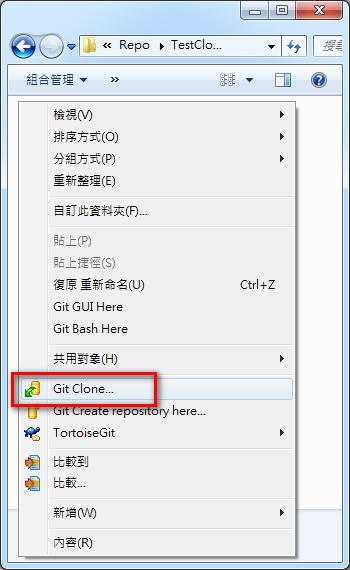 « Repo ▸ TestClo...
搜尋
組合管理 »
檢視(V)
排序方式(O)
分組方式(P)
重新整理(E)
自訂此資料夾(F)...
貼上(P)
貼上捷徑(S)
復原 重新命名(U) Ctrl+Z
Git GUI Here
Git Bash Here
共用對象(H)
Git Clone...
Git Create repository here...
TortoiseGit
比較到
比較...
新增(W)
內容(R)